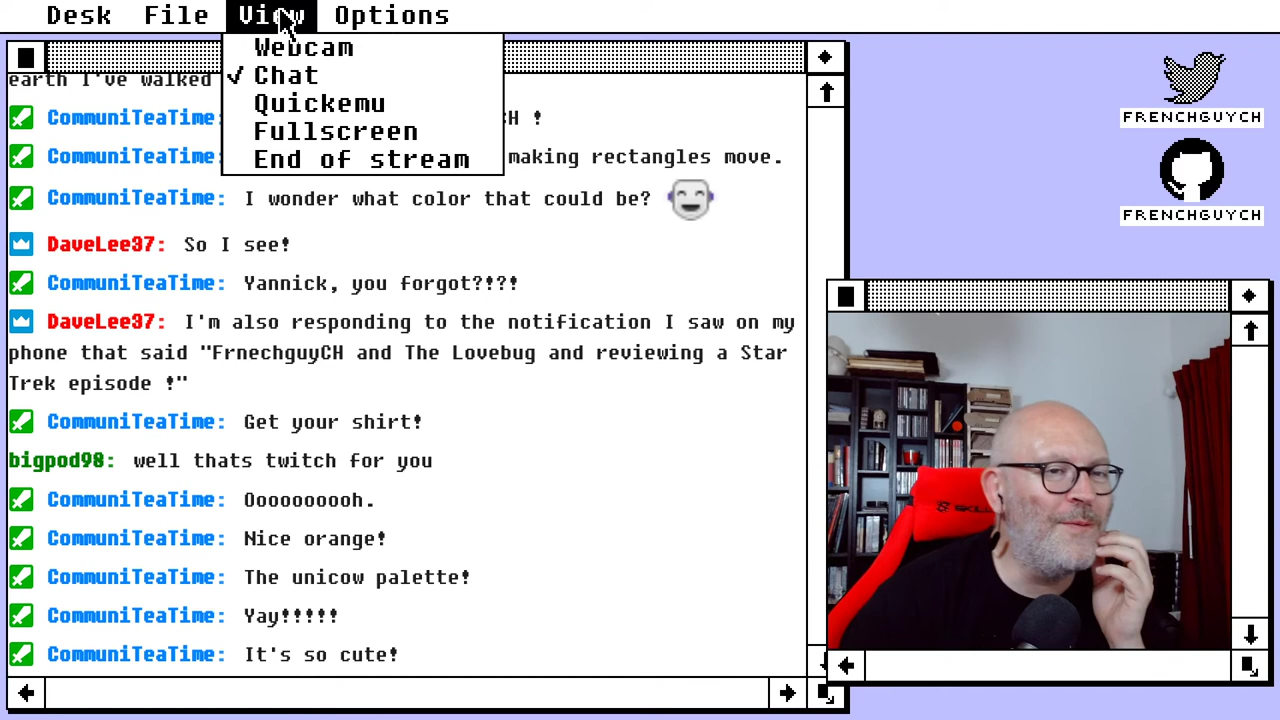 Desk File View Options
Webcam
✓ Chat
Quickemu
Fullscreen
End of stream
earth I've walked
CommuniTeaTime: CH !
CommuniTeaTime: making rectangles move.
CommuniTeaTime: I wonder what color that could be?
DaveLee37: So I see!
CommuniTeaTime: Yannick, you forgot?!?!
DaveLee37: I'm also responding to the notification I saw on my
phone that said "FrnechguyCH and The Lovebug and reviewing a Star
Trek episode !"
CommuniTeaTime: Get your shirt!
bigpod98: well thats twitch for you
CommuniTeaTime: Oooooooooh.
CommuniTeaTime: Nice orange!
CommuniTeaTime: The unicow palette!
CommuniTeaTime: Yay!!!!!
CommuniTeaTime: It's so cute!
FRENCHGUYCH
FRENCHGUYCH